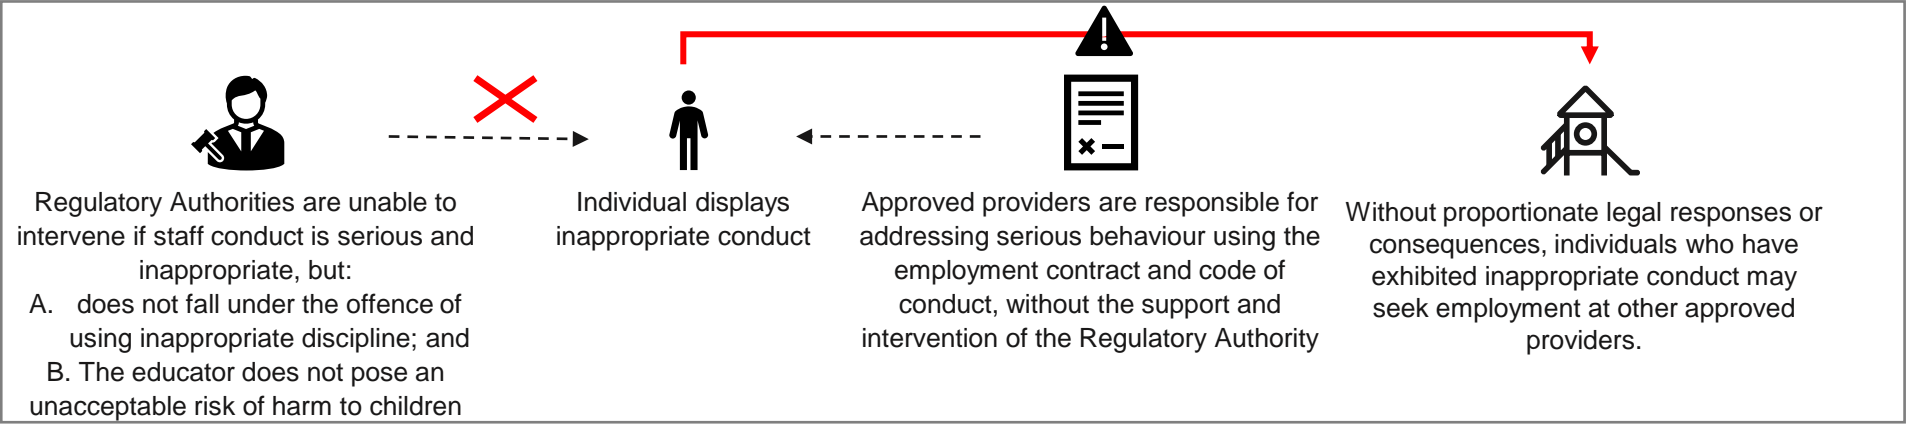 Regulatory Authorities are unable to
intervene if staff conduct is serious and
inappropriate, but:
A. does not fall under the offence of
using inappropriate discipline; and
B. The educator does not pose an
unacceptable risk of harm to children
Individual displays
inappropriate conduct
Approved providers are responsible for
addressing serious behaviour using the
employment contract and code of
conduct, without the support and
intervention of the Regulatory Authority
Without proportionate legal responses or
consequences, individuals who have
exhibited inappropriate conduct may
seek employment at other approved
providers.